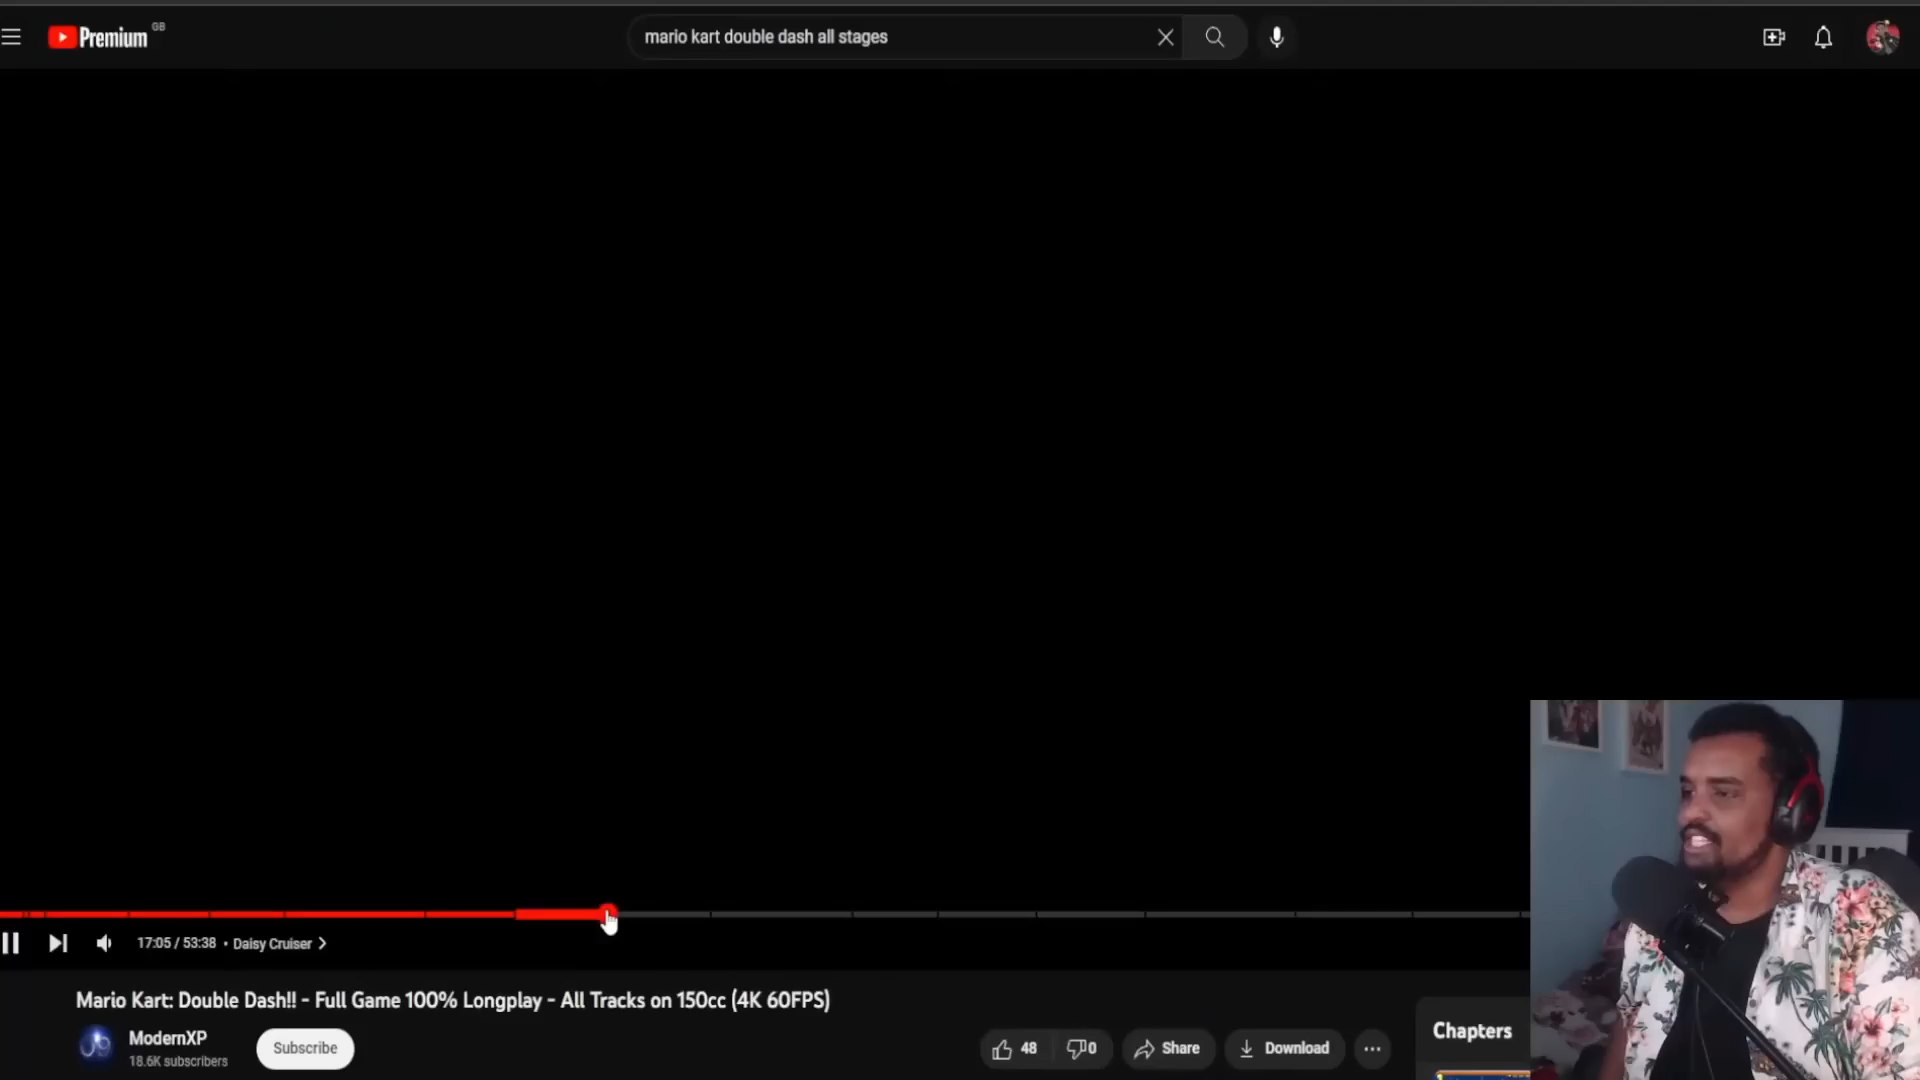 Premium GB
mario kart double dash all stages
17:05 / 53:38 • Daisy Cruiser
Mario Kart: Double Dash!! - Full Game 100% Longplay - All Tracks on 150cc (4K 60FPS)
ModernXP
18.6K subscribers
Subscribe
48
0
Share
Download
Chapters